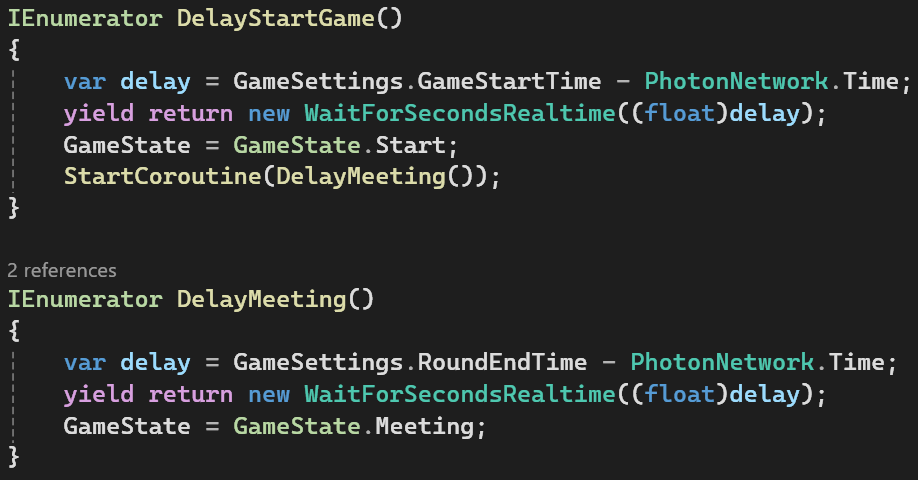 IEnumerator DelayStartGame()
{
    var delay = GameSettings.GameStartTime - PhotonNetwork.Time;
    yield return new WaitForSecondsRealtime((float)delay);
    GameState = GameState.Start;
    StartCoroutine(DelayMeeting());
}
2 references
IEnumerator DelayMeeting()
{
    var delay = GameSettings.RoundEndTime - PhotonNetwork.Time;
    yield return new WaitForSecondsRealtime((float)delay);
    GameState = GameState.Meeting;
}